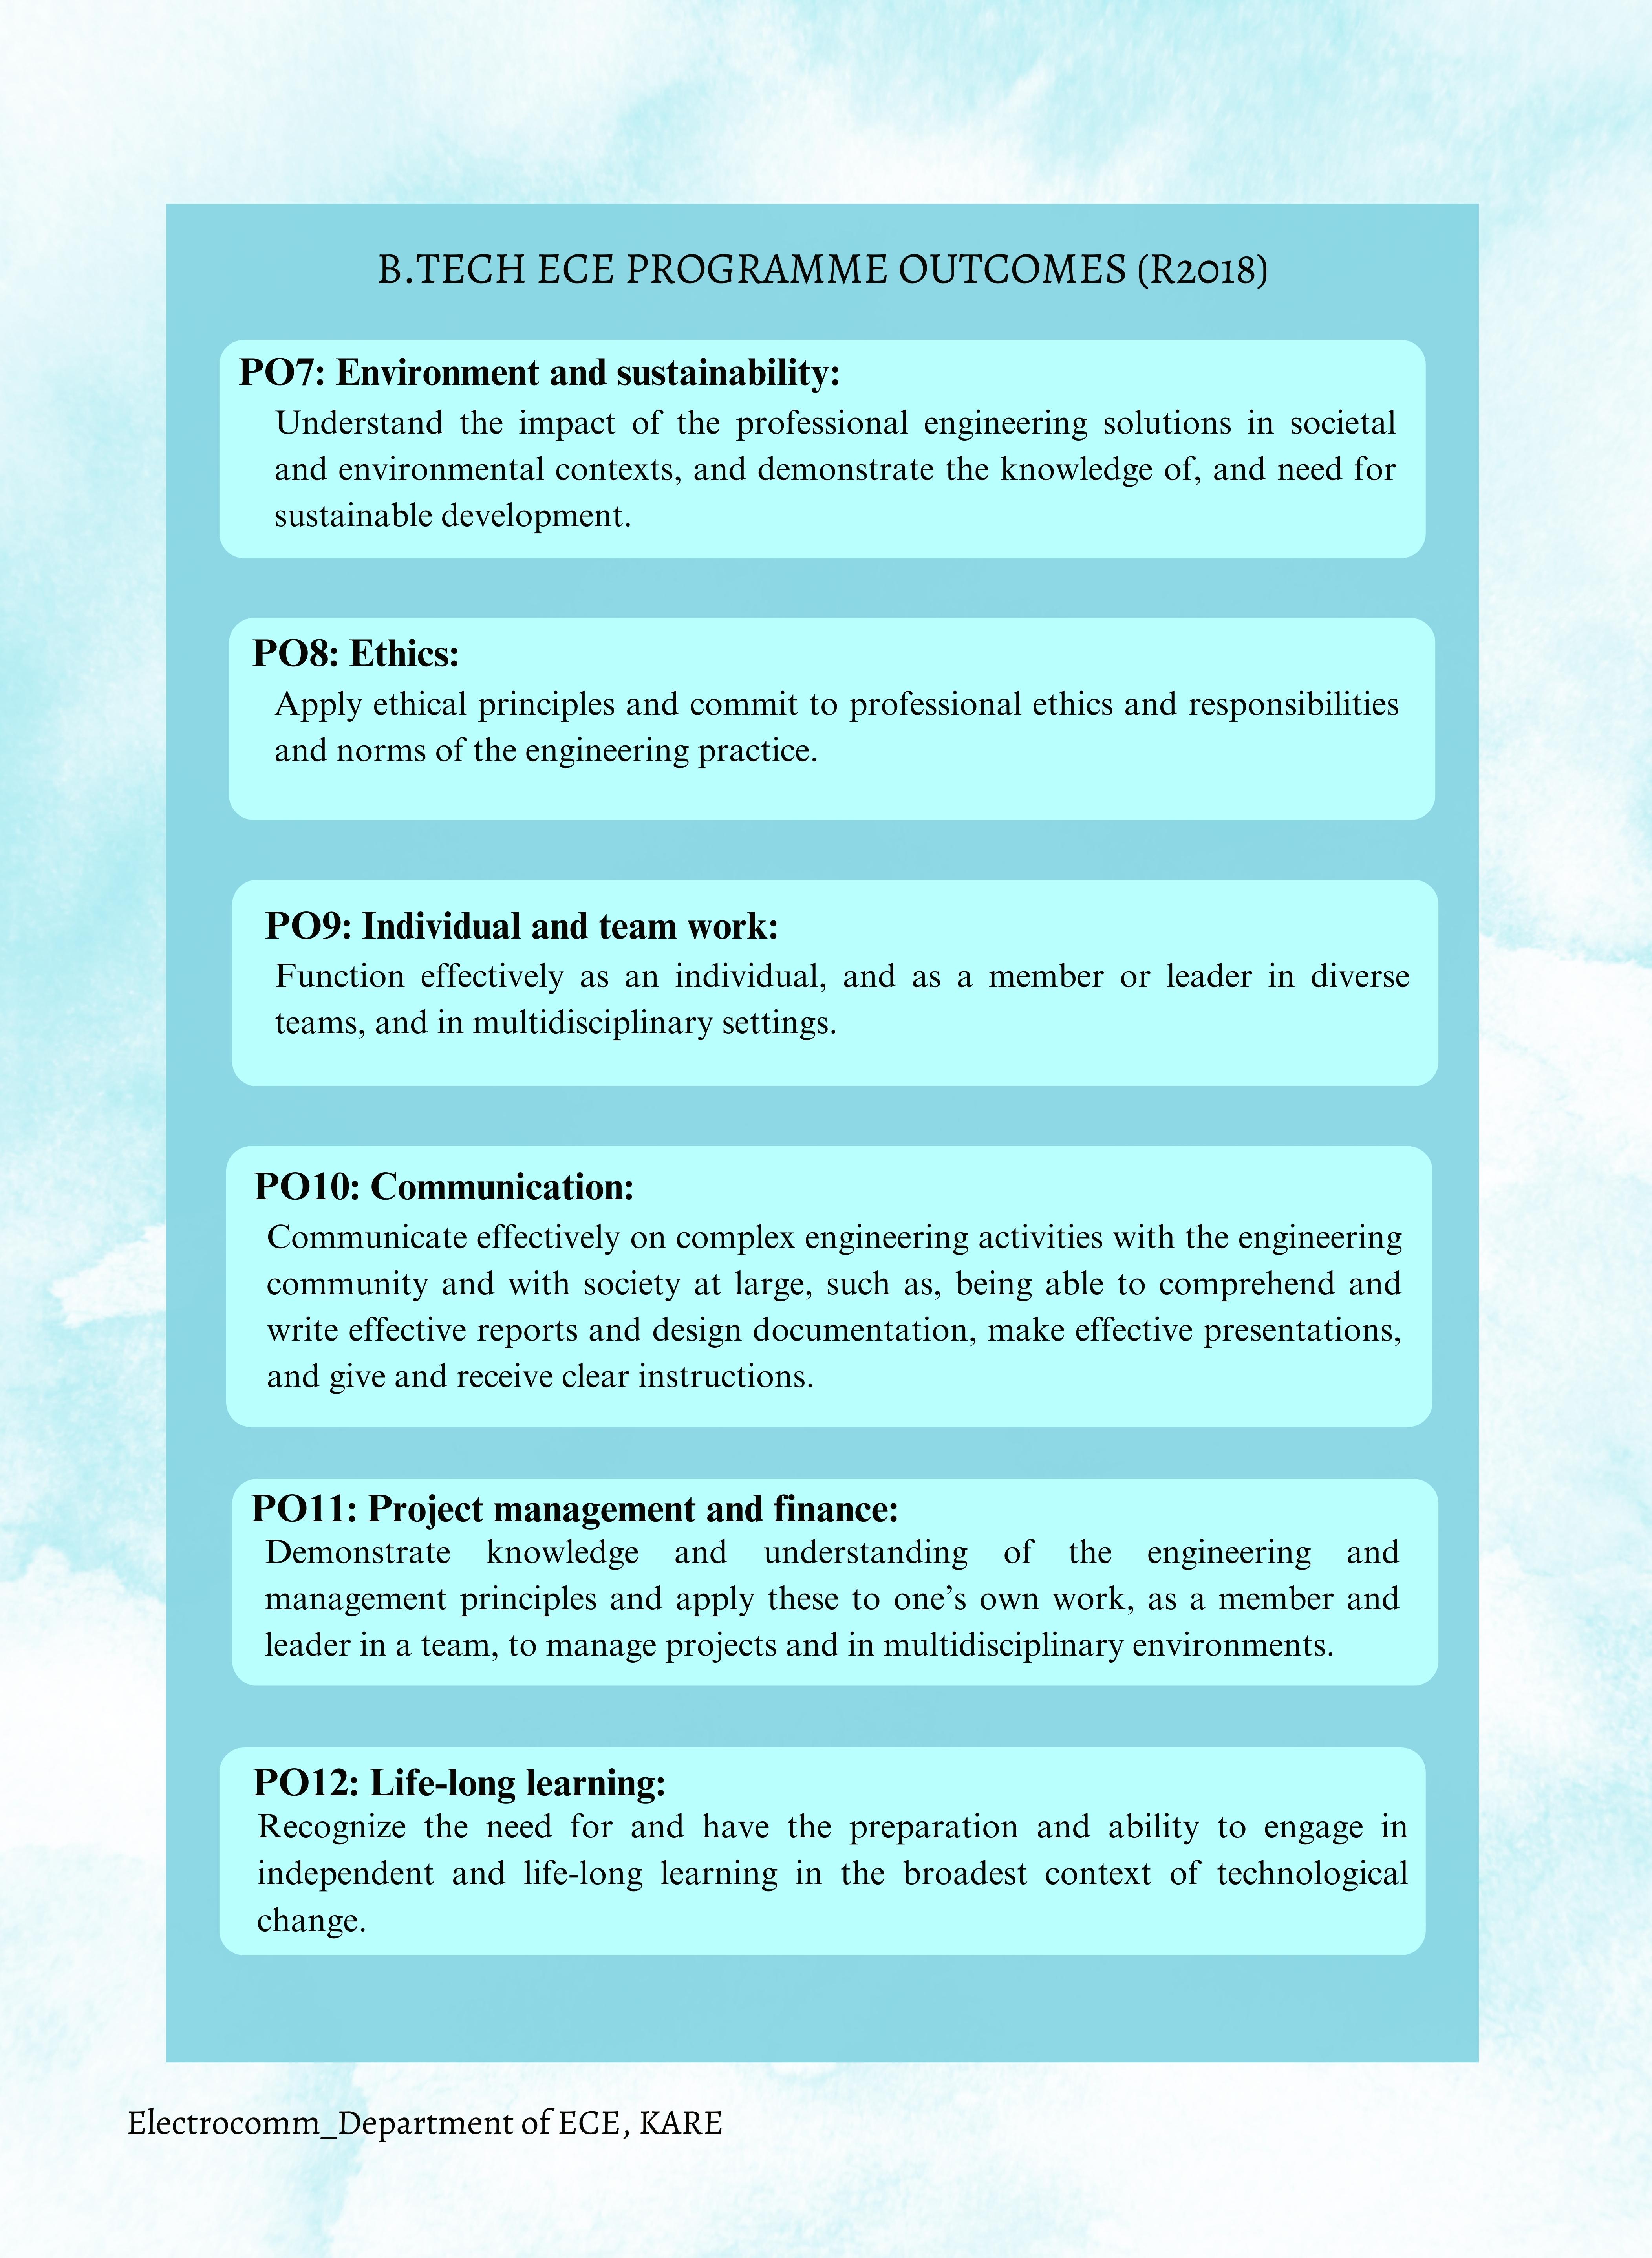 B.TECH ECE PROGRAMME OUTCOMES (R2018)
PO7: Environment and sustainability:
Understand the impact of the professional engineering solutions in societal
and environmental contexts, and demonstrate the knowledge of, and need for
sustainable development.
PO8: Ethics:
Apply ethical principles and commit to professional ethics and responsibilities
and norms of the engineering practice.
PO9: Individual and team work:
Function effectively as an individual, and as a member or leader in diverse
teams, and in multidisciplinary settings.
PO10: Communication:
Communicate effectively on complex engineering activities with the engineering
community and with society at large, such as, being able to comprehend and
write effective reports and design documentation, make effective presentations,
and give and receive clear instructions.
PO11: Project management and finance:
Demonstrate knowledge and understanding of the engineering and
management principles and apply these to one’s own work, as a member and
leader in a team, to manage projects and in multidisciplinary environments.
PO12: Life-long learning:
Recognize the need for and have the preparation and ability to engage in
independent and life-long learning in the broadest context of technological
change.
Electrocomm_Department of ECE, KARE